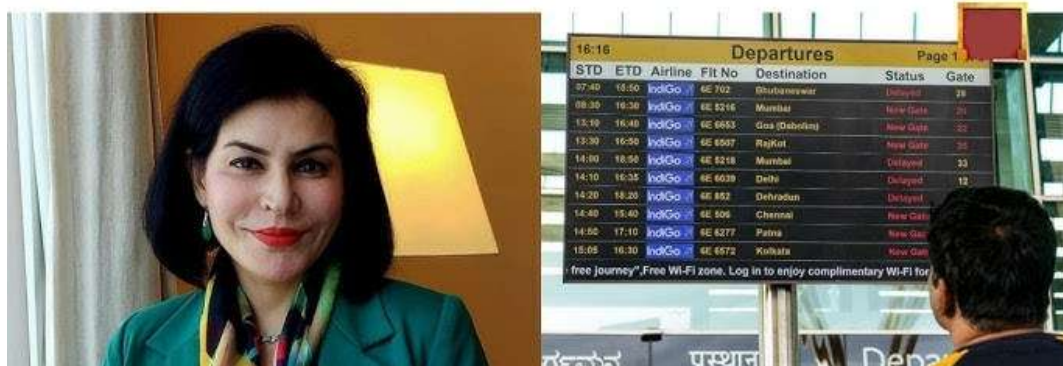 16:16 Departures Page 1
STD ETD Airline Flt No Destination Status Gate
07:40 15:50 IndiGo 6E 702 Bhubaneswar Delayed 28
08:30 16:30 IndiGo 6E 5216 Mumbai New Gate
13:10 16:40 IndiGo 6E 6653 Goa (Dabolim) New Gate 22
13:30 16:50 IndiGo 6E 6507 RajKot New Gate
14:00 18:50 IndiGo 6E 5218 Mumbai Delayed 33
14:10 16:35 IndiGo 6E 6039 Delhi Delayed 12
14:20 18:20 IndiGo 6E 852 Dehradun Delayed
14:40 15:40 IndiGo 6E 506 Chennai New Gate
14:50 17:10 IndiGo 6E 6277 Patna New
15:05 16:30 IndiGo 6E 6572 Kolkata New
free journey",Free Wi-Fi zone. Log in to enjoy complimentary Wi-Fi for
प्रस्थान Depa